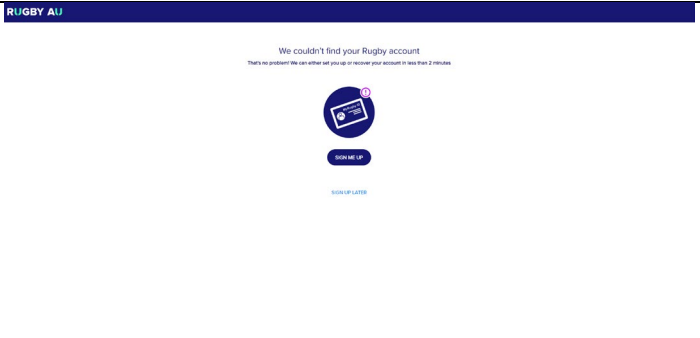 RUGBY AU
We couldn't find your Rugby account
That's no problem! We can either set you up or recover your account in less than 2 minutes
SIGN ME UP
SIGN UP LATER